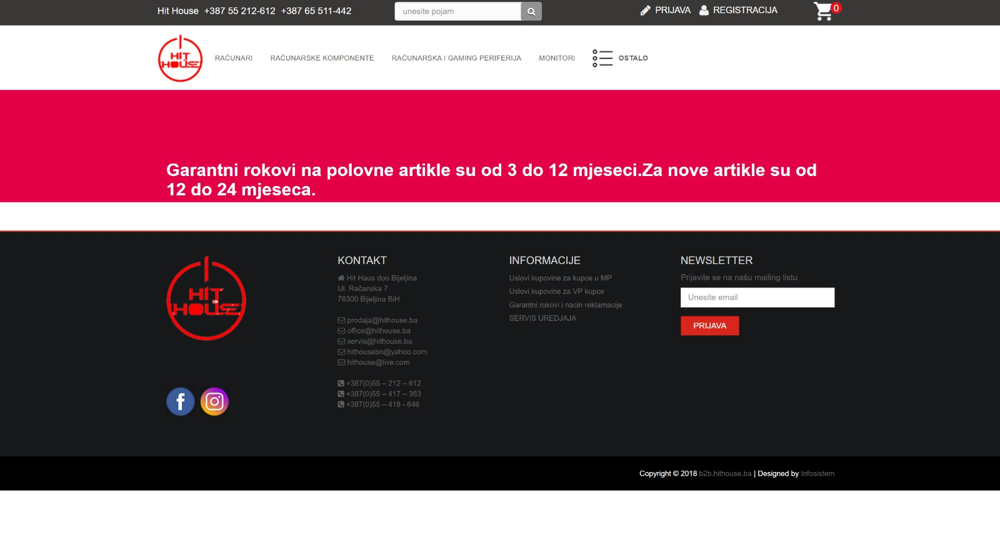 Hit House +387 55 212-612 +387 65 511-442
unesite pojam
PRIJAVA REGISTRACIJA
0
HIT HOUSE
RAČUNARI RAČUNARSKE KOMPONENTE RAČUNARSKA I GAMING PERIFERIJA MONITORI OSTALO
Garantni rokovi na polovne artikle su od 3 do 12 mjeseci.Za nove artikle su od
12 do 24 mjeseca.
HIT
HOUSE
KONTAKT
Hit Haus doo Bijeljina
Ul. Račanska 7
76300 Bijeljina BiH
prodaja@hithouse.ba
office@hithouse.ba
servis@hithouse.ba
hithousebn@yahoo.com
hithouse@live.com
+387(0)55 – 212 – 612
+387(0)55 – 417 – 363
+387(0)55 – 418 - 646
INFORMACIJE
Uslovi kupovine za kupce u MP
Uslovi kupovine za VP kupce
Garantni rokovi i nacin reklamacije
SERVIS UREDJAJA
NEWSLETTER
Prijavite se na našu mailing listu
Unesite email
PRIJAVA
Copyright © 2018 b2b.hithouse.ba | Designed by Infosistem